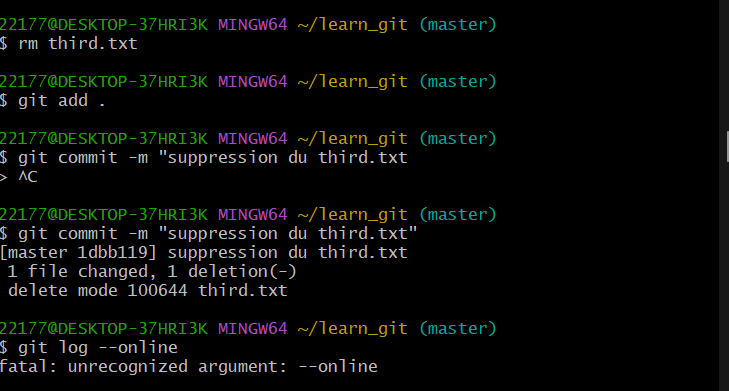 22177@DESKTOP-37HRI3K MINGW64 ~/learn_git (master)
$ rm third.txt
22177@DESKTOP-37HRI3K MINGW64 ~/learn_git (master)
$ git add .
22177@DESKTOP-37HRI3K MINGW64 ~/learn_git (master)
$ git commit -m "suppression du third.txt
> ^C
22177@DESKTOP-37HRI3K MINGW64 ~/learn_git (master)
$ git commit -m "suppression du third.txt"
[master 1dbb119] suppression du third.txt
1 file changed, 1 deletion(-)
delete mode 100644 third.txt
22177@DESKTOP-37HRI3K MINGW64 ~/learn_git (master)
$ git log --online
fatal: unrecognized argument: --online